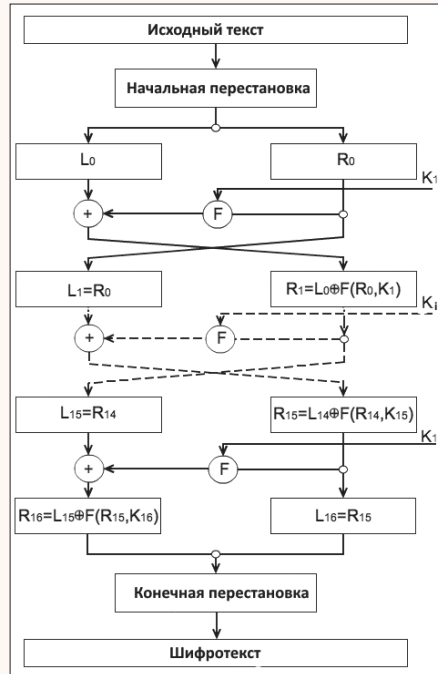 Исходный текст
Начальная перестановка
L₀
R₀
K₁
+
F
L₁=R₀
R₁=L₀⊕F(R₀,K₁)
Kᵢ
+
F
L₁₅=R₁₄
R₁₅=L₁₄⊕F(R₁₄,K₁₅)
K₁
+
F
R₁₆=L₁₅⊕F(R₁₅,K₁₆)
L₁₆=R₁₅
Конечная перестановка
Шифротекст